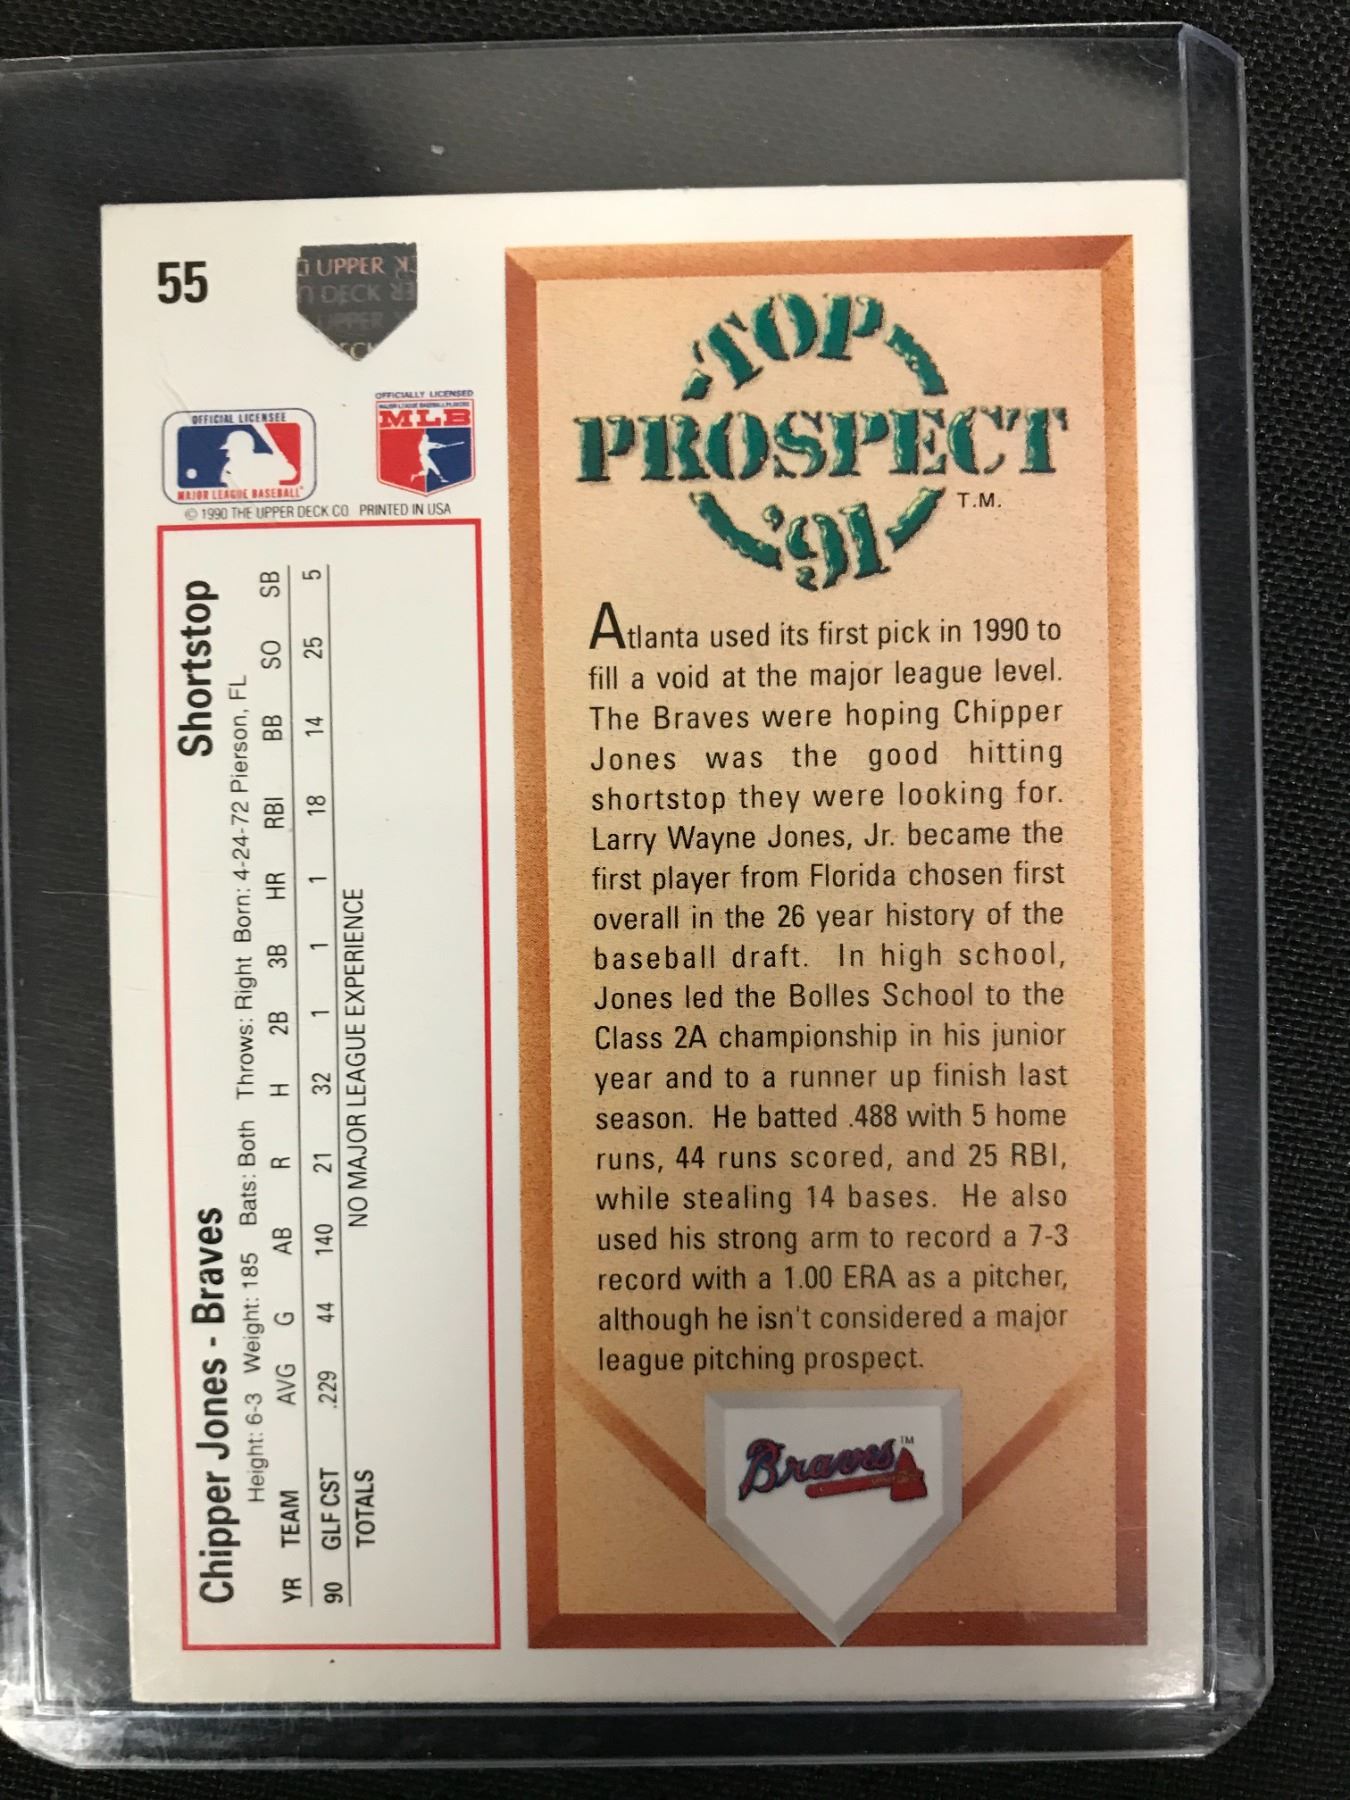 55
UPPER
U DECK
UPPER
OFFICIAL LICENSEE
MAJOR LEAGUE BASEBALL
OFFICIALLY LICENSED
MAJOR LEAGUE BASEBALL PLAYERS
MLB
© 1990 THE UPPER DECK CO. PRINTED IN USA
Chipper Jones - Braves Shortstop
Height: 6-3 Weight: 185 Bats: Both Throws: Right Born: 4-24-72 Pierson, FL
YR TEAM AVG G AB R H 2B 3B HR RBI BB SO SB
90 GLF CST .229 44 140 21 32 1 1 1 18 14 25 5
TOTALS NO MAJOR LEAGUE EXPERIENCE
TOP
PROSPECT
'91
T.M.
Atlanta used its first pick in 1990 to
fill a void at the major league level.
The Braves were hoping Chipper
Jones was the good hitting
shortstop they were looking for.
Larry Wayne Jones, Jr. became the
first player from Florida chosen first
overall in the 26 year history of the
baseball draft. In high school,
Jones led the Bolles School to the
Class 2A championship in his junior
year and to a runner up finish last
season. He batted .488 with 5 home
runs, 44 runs scored, and 25 RBI,
while stealing 14 bases. He also
used his strong arm to record a 7-3
record with a 1.00 ERA as a pitcher,
although he isn't considered a major
league pitching prospect.
Braves TM